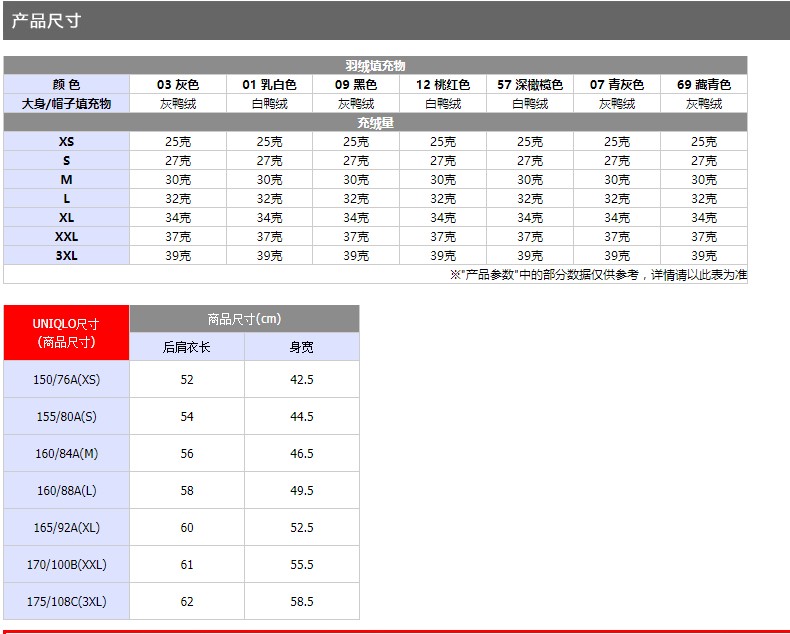 产品尺寸
羽绒填充物
颜 色 03 灰色 01 乳白色 09 黑色 12 桃红色 57 深橄榄色 07 青灰色 69 藏青色
大身/帽子填充物 灰鸭绒 白鸭绒 灰鸭绒 白鸭绒 白鸭绒 灰鸭绒 灰鸭绒
充绒量
XS 25克 25克 25克 25克 25克 25克 25克
S 27克 27克 27克 27克 27克 27克 27克
M 30克 30克 30克 30克 30克 30克 30克
L 32克 32克 32克 32克 32克 32克 32克
XL 34克 34克 34克 34克 34克 34克 34克
XXL 37克 37克 37克 37克 37克 37克 37克
3XL 39克 39克 39克 39克 39克 39克 39克
※"产品参数"中的部分数据仅供参考，详情请以此表为准
UNIQLO尺寸
(商品尺寸)
商品尺寸(cm)
后肩衣长 身宽
150/76A(XS) 52 42.5
155/80A(S) 54 44.5
160/84A(M) 56 46.5
160/88A(L) 58 49.5
165/92A(XL) 60 52.5
170/100B(XXL) 61 55.5
175/108C(3XL) 62 58.5